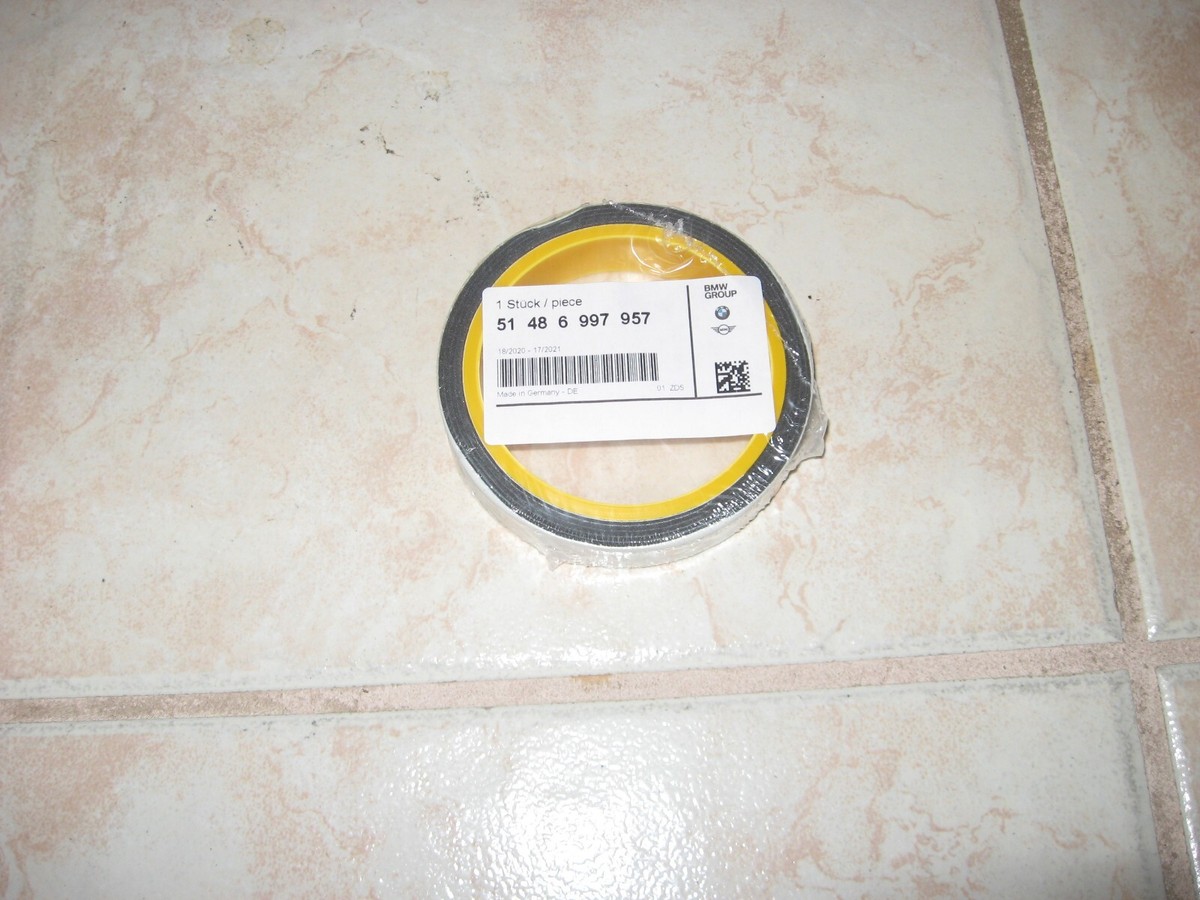 1 Stück / piece
51 48 6 997 957
18/2020 - 17/2021
Made in Germany - DE
01 ZD5
BMW
GROUP